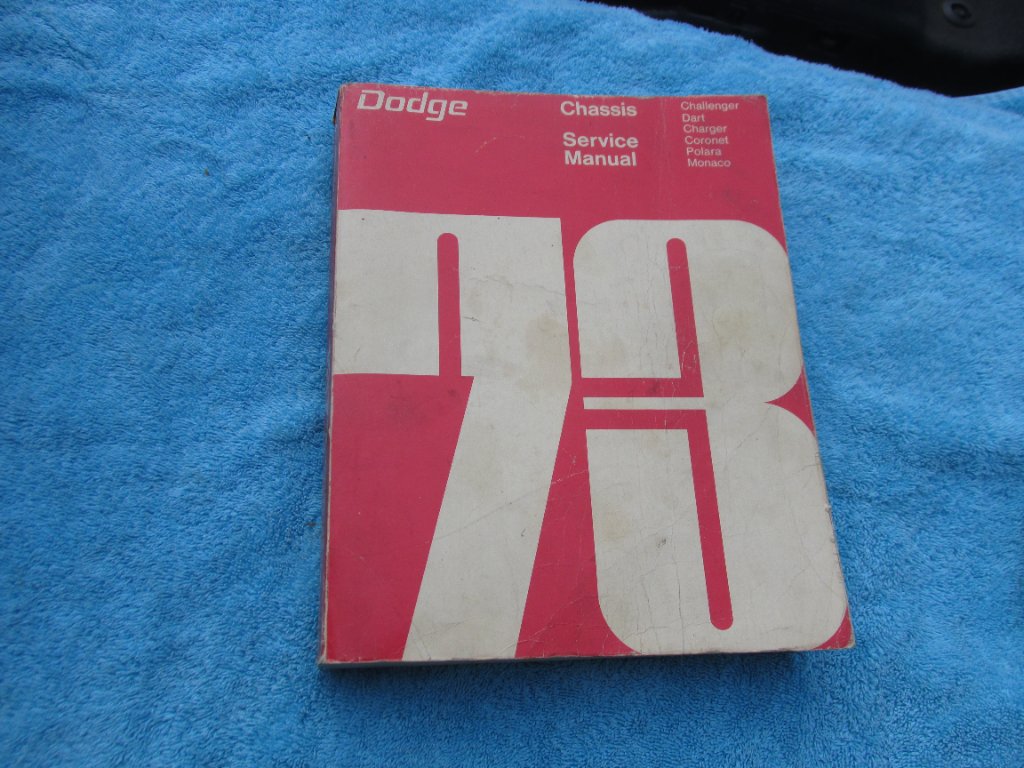 Dodge
Chassis
Service
Manual
Challenger
Dart
Charger
Coronet
Polara
Monaco
73